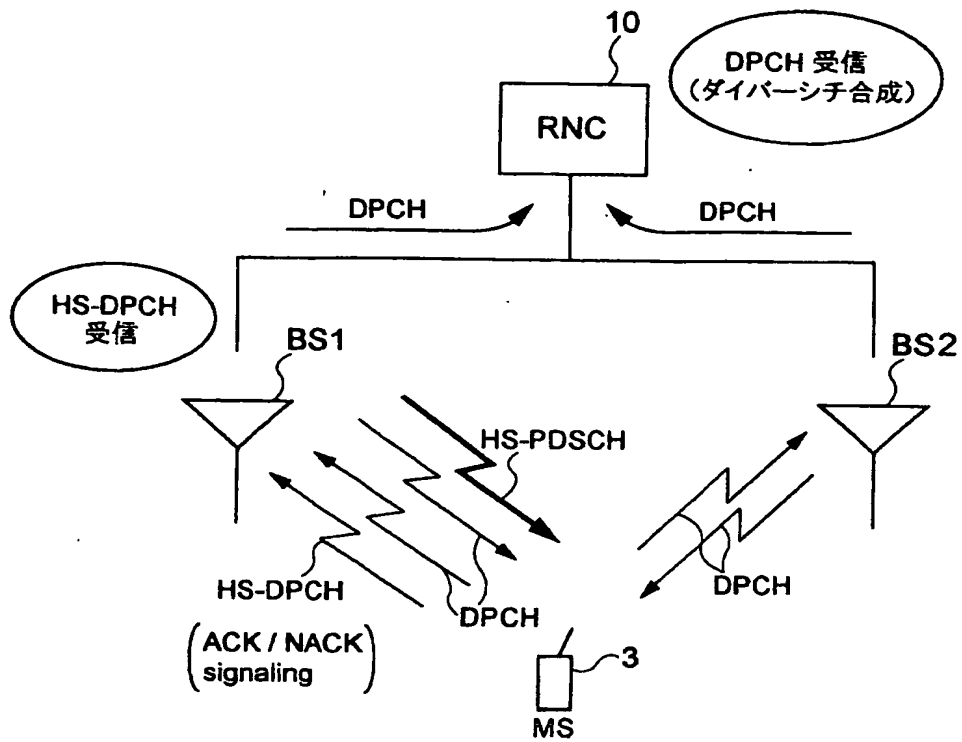 10
DPCH 受信
(ダイバーシチ合成)
RNC
DPCH
DPCH
HS-DPCH
受信
BS1
BS2
HS-PDSCH
HS-DPCH
DPCH
DPCH
(ACK / NACK
signaling)
3
MS